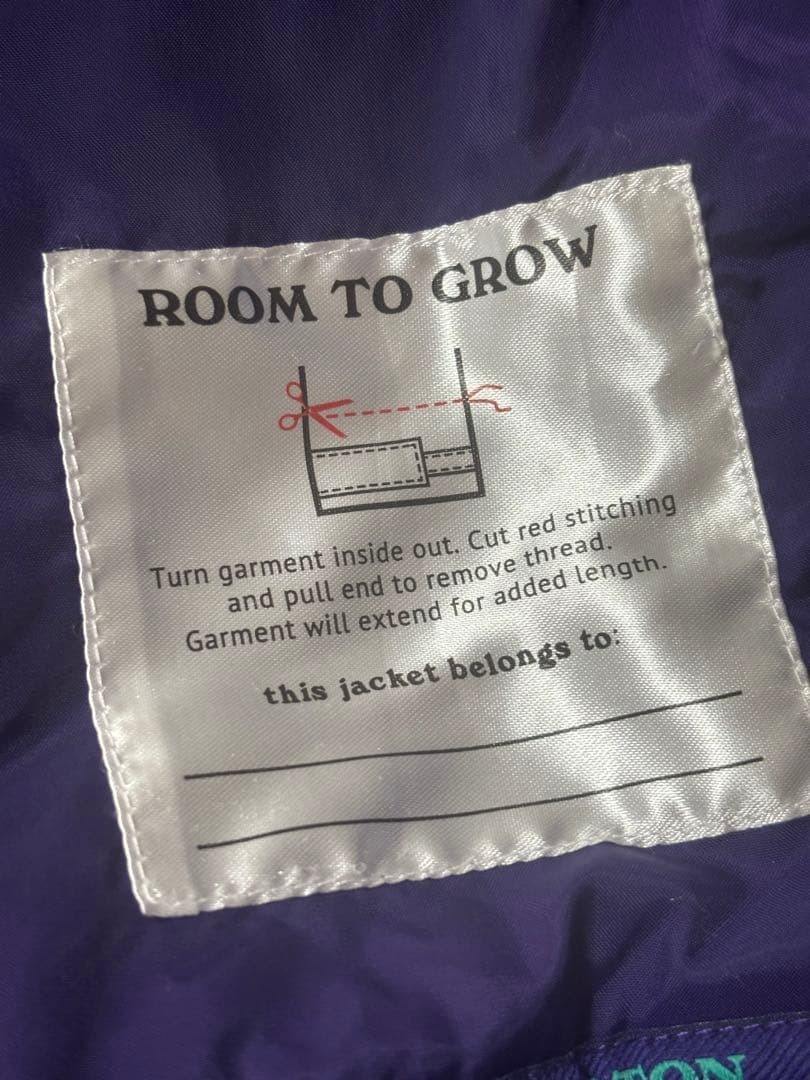 ROOM TO GROW
Turn garment inside out. Cut red stitching
and pull end to remove thread.
Garment will extend for added length.
this jacket belongs to: